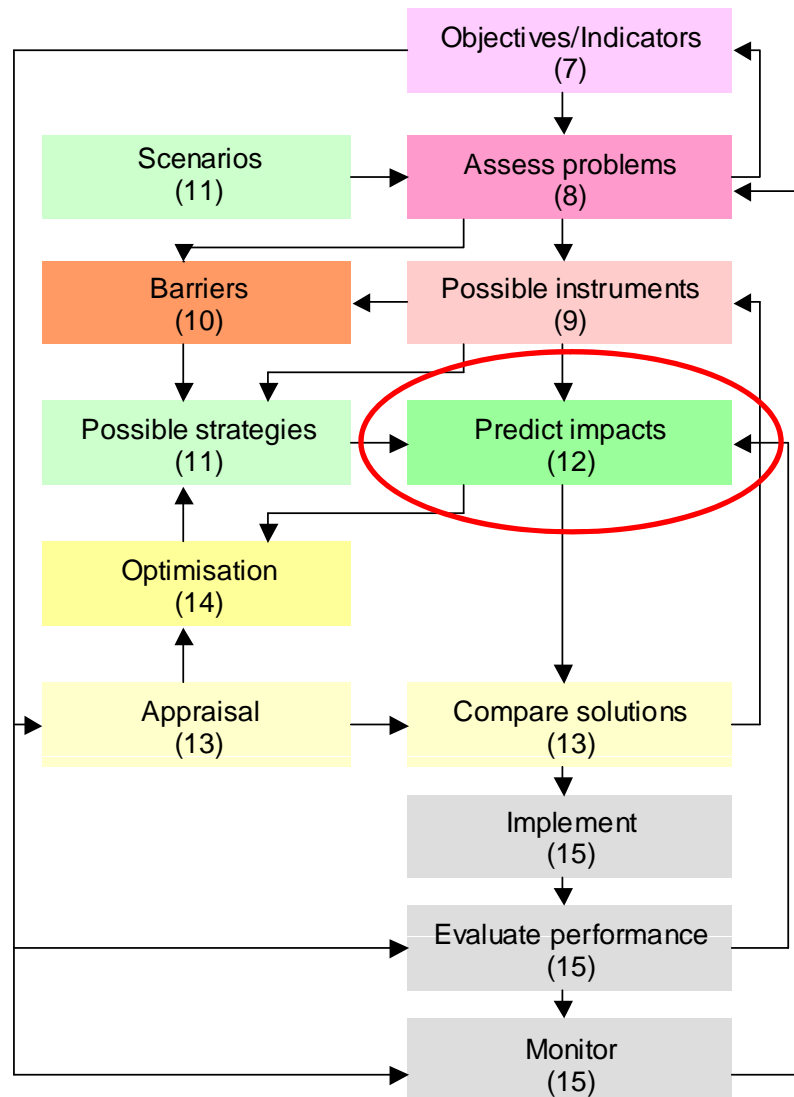 Objectives/Indicators
(7)
Scenarios
(11)
Assess problems
(8)
Barriers
(10)
Possible instruments
(9)
Possible strategies
(11)
Predict impacts
(12)
Optimisation
(14)
Appraisal
(13)
Compare solutions
(13)
Implement
(15)
Evaluate performance
(15)
Monitor
(15)